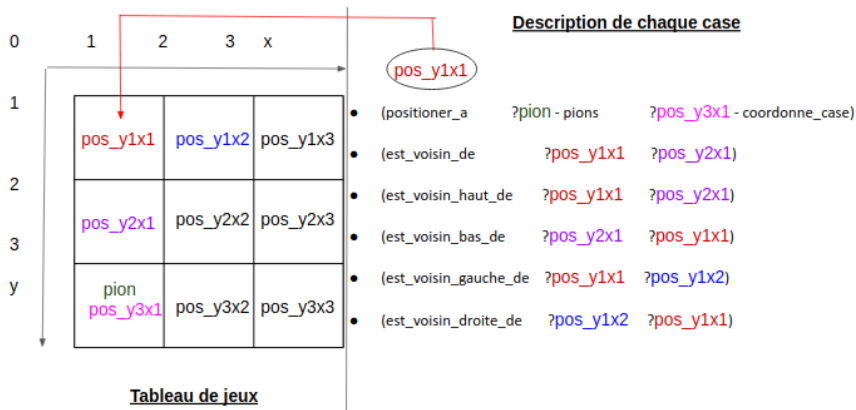 Description de chaque case
0 1 2 3 x
pos_y1x1
1
2
3
y
pos_y1x1 pos_y1x2 pos_y1x3
pos_y2x1 pos_y2x2 pos_y2x3
pion
pos_y3x1 pos_y3x2 pos_y3x3
Tableau de jeux
• (positioner_a ?pion - pions ?pos_y3x1 - coordonne_case)
• (est_voisin_de ?pos_y1x1 ?pos_y2x1)
• (est_voisin_haut_de ?pos_y1x1 ?pos_y2x1)
• (est_voisin_bas_de ?pos_y2x1 ?pos_y1x1)
• (est_voisin_gauche_de ?pos_y1x1 ?pos_y1x2)
• (est_voisin_droite_de ?pos_y1x2 ?pos_y1x1)